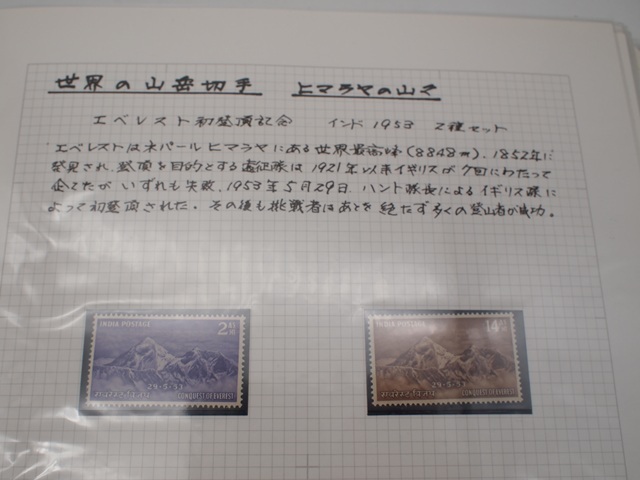 世界の山岳切手　ヒマラヤの山々
エベレスト初登頂記念　インド 1953　2種セット
エベレストはネパールヒマラヤにある世界最高峰(8848m)、1852年に
発見され、登頂を目的とする遠征隊は1921年以来イギリスが7回にわたって
企てたがいずれも失敗、1953年5月29日、ハント隊長によるイギリス隊に
よって初登頂された。その後も挑戦者はあとを絶たず多くの登山者が成功。
INDIA POSTAGE 2 AS
29-5-53
CONQUEST OF EVEREST
INDIA POSTAGE 14 AS
29-5-53
CONQUEST OF EVEREST